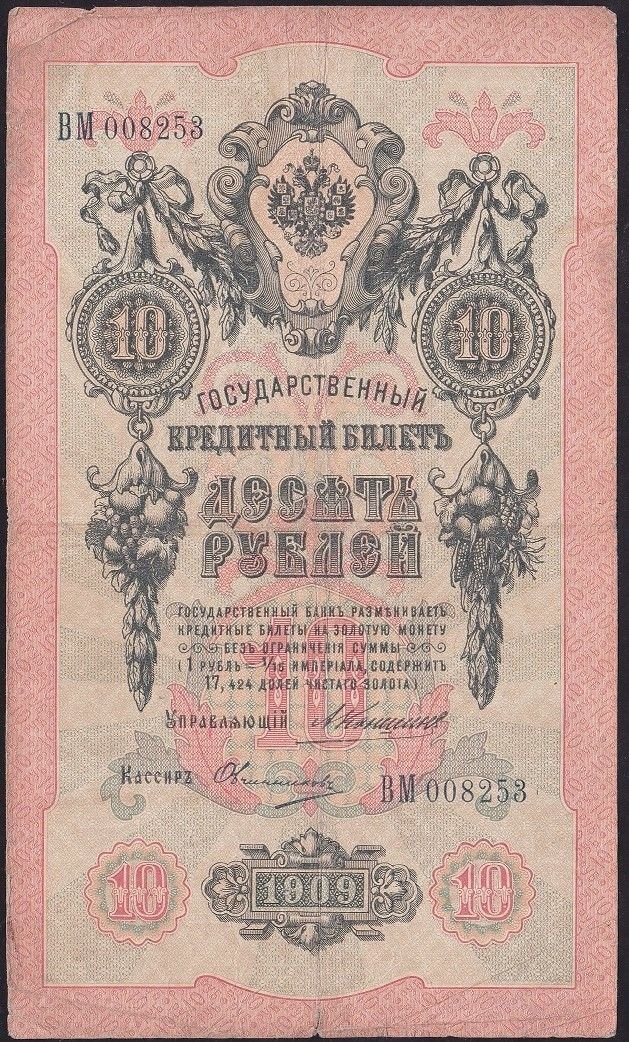 ВМ 008253
10 10
ГОСУДАРСТВЕННЫЙ
КРЕДИТНЫЙ БИЛЕТЪ
ДЕСЯТЬ
РУБЛЕЙ
ГОСУДАРСТВЕННЫЙ БАНКЪ РАЗМѢНИВАЕТЪ
КРЕДИТНЫЕ БИЛЕТЫ НА ЗОЛОТУЮ МОНЕТУ
БЕЗЪ ОГРАНИЧЕНІЯ СУММЫ
(1 РУБЛЬ = 1/15 ИМПЕРІАЛА, СОДЕРЖИТЪ
17,424 ДОЛЕЙ ЧИСТАГО ЗОЛОТА)
10
Управляющій
Кассиръ Овчинниковъ
ВМ 008253
10 1909 10